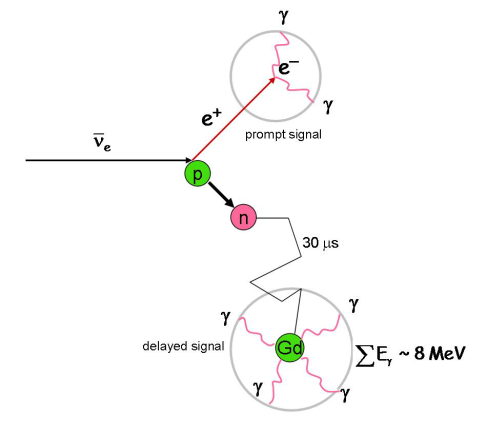 γ
e⁻
γ
e⁺
prompt signal
ν̅ₑ
p
n
30 μs
γ
γ
delayed signal
Gd
∑Eᵧ ~ 8 MeV
γ
γ